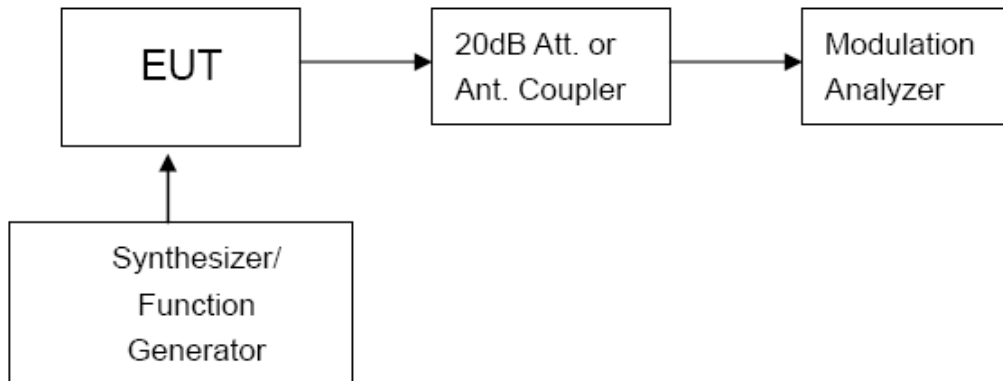 EUT
20dB Att. or
Ant. Coupler
Modulation
Analyzer
Synthesizer/
Function
Generator